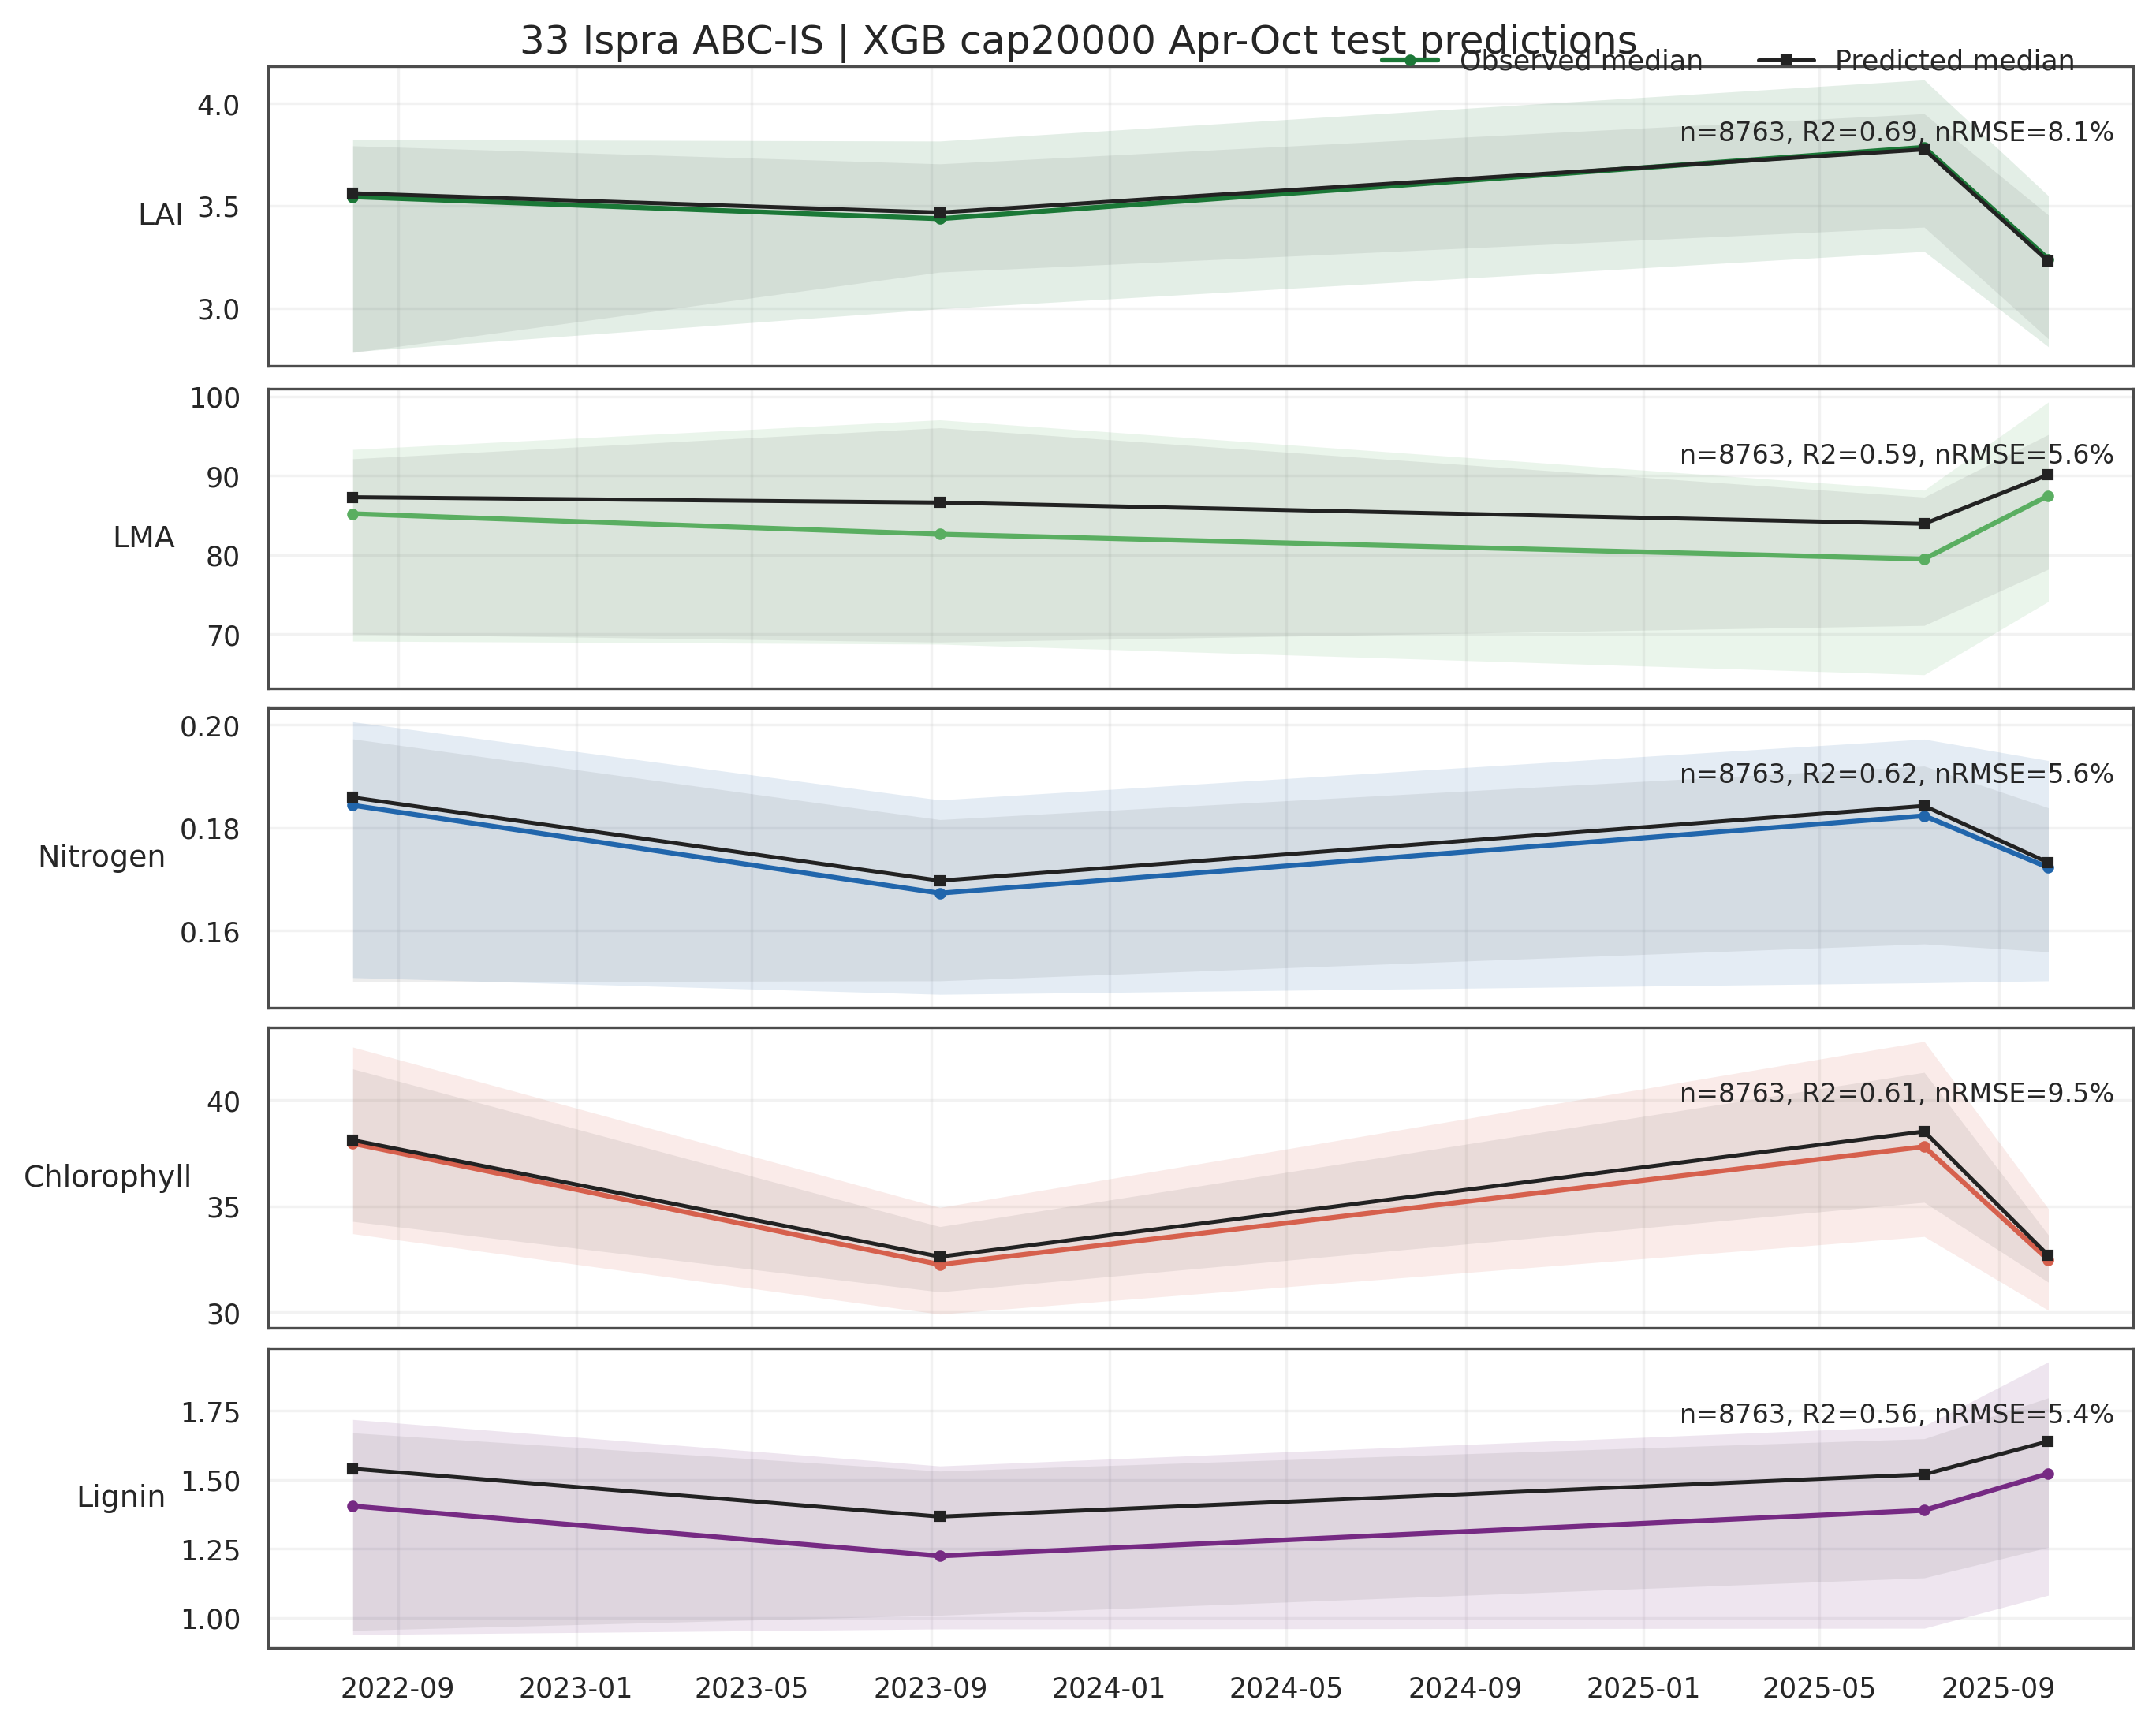 33 Ispra ABC-IS | XGB cap20000 Apr-Oct test predictions
Observed median
Predicted median
LAI
4.0
3.5
3.0
n=8763, R2=0.69, nRMSE=8.1%
LMA
100
90
80
70
n=8763, R2=0.59, nRMSE=5.6%
Nitrogen
0.20
0.18
0.16
n=8763, R2=0.62, nRMSE=5.6%
Chlorophyll
40
35
30
n=8763, R2=0.61, nRMSE=9.5%
Lignin
1.75
1.50
1.25
1.00
n=8763, R2=0.56, nRMSE=5.4%
2022-09 2023-01 2023-05 2023-09 2024-01 2024-05 2024-09 2025-01 2025-05 2025-09